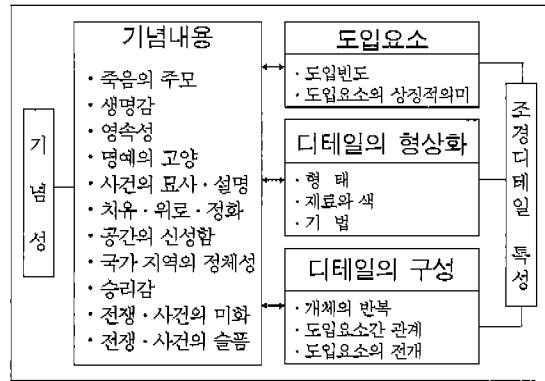 기념성
기념내용
· 죽음의 추모
· 생명감
· 영속성
· 명예의 고양
· 사건의 묘사 · 설명
· 치유 · 위로 · 정화
· 공간의 신성함
· 국가 지역의 정체성
· 승리감
· 전쟁 · 사건의 미화
· 전쟁 · 사건의 슬픔
도입요소
· 도입빈도
· 도입요소의 상징적의미
디테일의 형상화
· 형 태
· 재료와 색
· 기 법
디테일의 구성
· 개체의 반복
· 도입요소간 관계
· 도입요소의 전개
조경디테일 특성